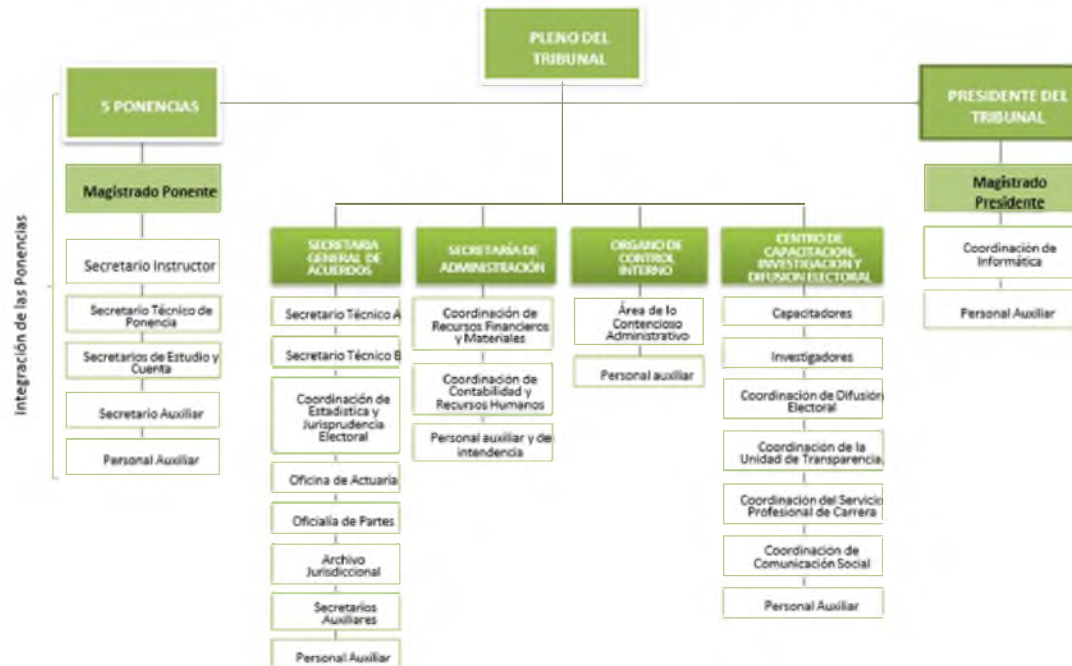 PLENO DEL
TRIBUNAL
5 PONENCIAS
PRESIDENTE DEL
TRIBUNAL
Integración de las Ponencias
Magistrado Ponente
Secretario Instructor
Secretario Técnico de
Ponencia
Secretarios de Estudio y
Cuenta
Secretario Auxiliar
Personal Auxiliar
SECRETARIA
GENERAL DE
ACUERDOS
Secretario Técnico A
Secretario Técnico B
Coordinación de
Estadística y
Jurisprudencia
Electoral
Oficina de Actuaría
Oficialía de Partes
Archivo
Jurisdiccional
Secretarios
Auxiliares
Personal Auxiliar
SECRETARÍA DE
ADMINISTRACIÓN
Coordinación de
Recursos Financieros
y Materiales
Coordinación de
Contabilidad y
Recursos Humanos
Personal auxiliar y de
intendencia
ORGANO DE
CONTROL
INTERNO
Área de lo
Contencioso
Administrativo
Personal auxiliar
CENTRO DE
CAPACITACION,
INVESTIGACION Y
DIFUSION ELECTORAL
Capacitadores
Investigadores
Coordinación de Difusión
Electoral
Coordinación de la
Unidad de Transparencia
Coordinación del Servicio
Profesional de Carrera
Coordinación de
Comunicación Social
Personal Auxiliar
Magistrado
Presidente
Coordinación de
Informática
Personal Auxiliar